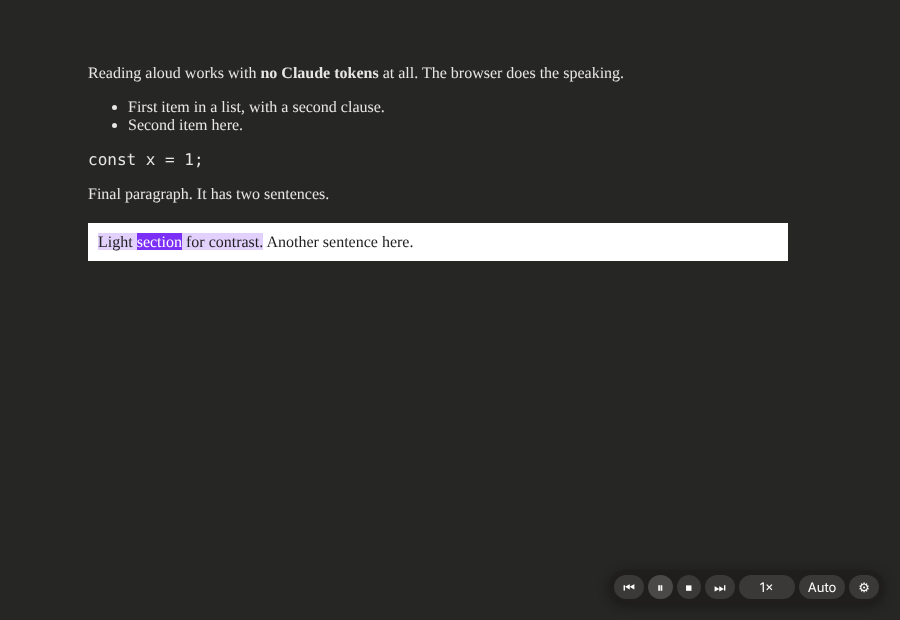 Reading aloud works with no Claude tokens at all. The browser does the speaking.
• First item in a list, with a second clause.
• Second item here.
const x = 1;
Final paragraph. It has two sentences.
Light section for contrast. Another sentence here.
1× Auto